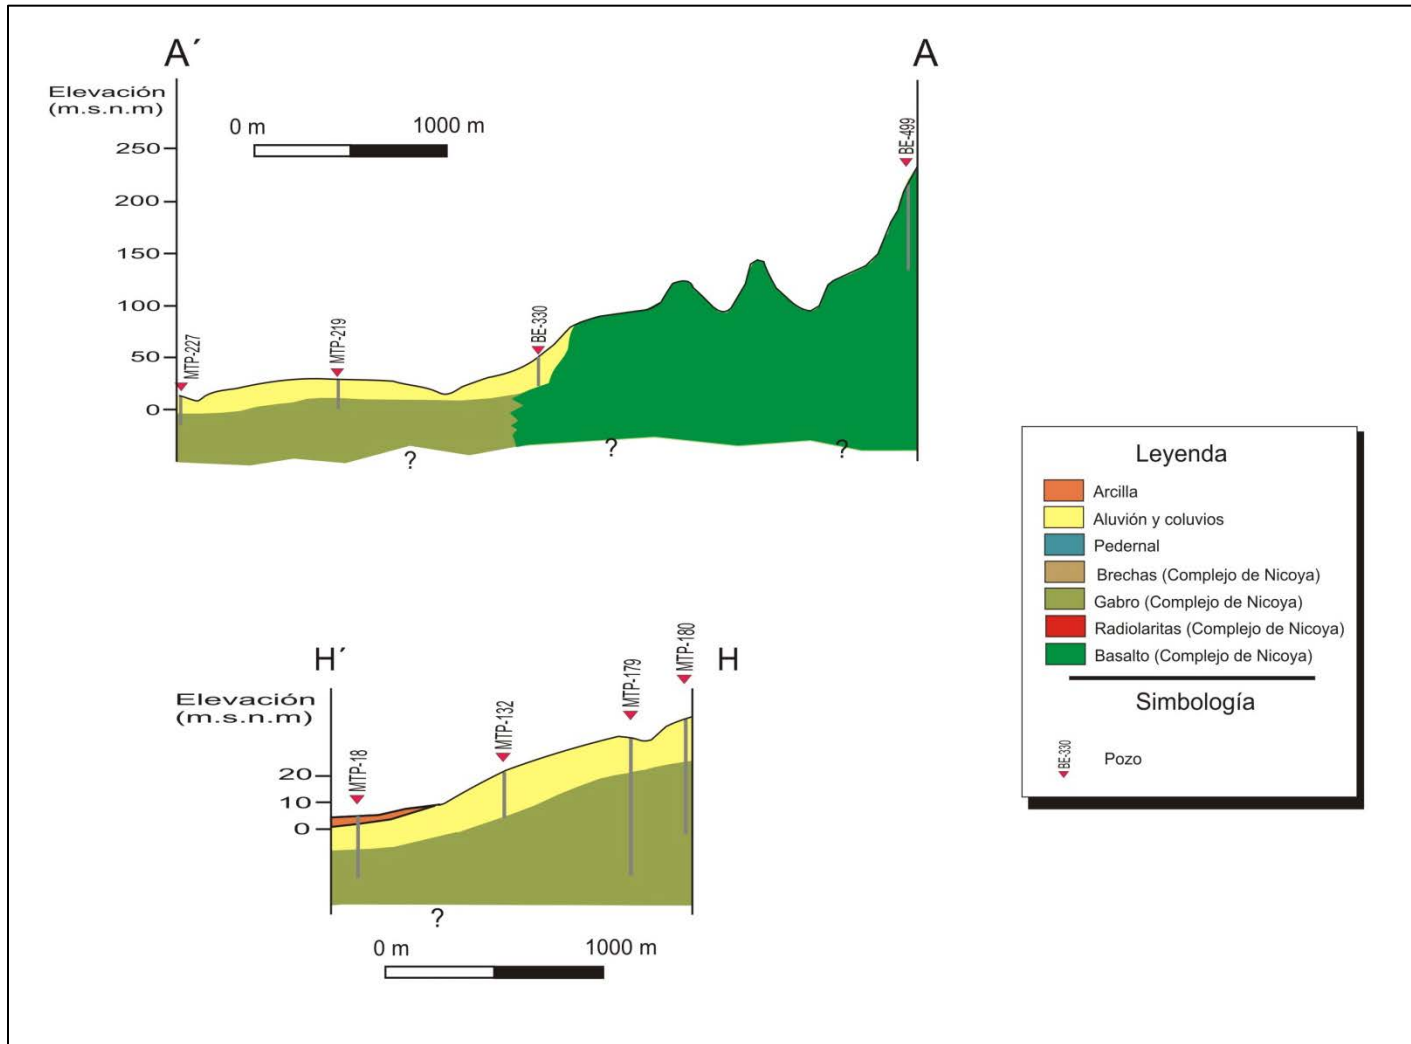 A´
A
Elevación
(m.s.n.m)
0 m 1000 m
250
200
150
100
50
0
MTP-227
MTP-219
BE-330
BE-499
?
?
?
H´
H
Elevación
(m.s.n.m)
20
10
0
MTP-18
MTP-132
MTP-179
MTP-180
?
0 m 1000 m
Leyenda
Arcilla
Aluvión y coluvios
Pedernal
Brechas (Complejo de Nicoya)
Gabro (Complejo de Nicoya)
Radiolaritas (Complejo de Nicoya)
Basalto (Complejo de Nicoya)
Simbología
BE-330
Pozo